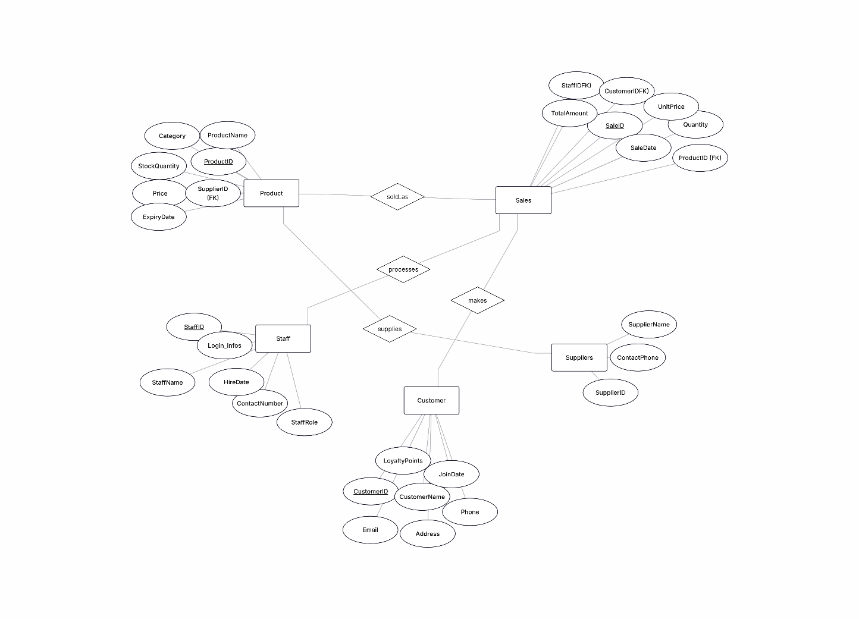 StaffID(FK)
CustomerID(FK)
TotalAmount
UnitPrice
SaleID
Quantity
SaleDate
ProductID (FK)
Category
ProductName
StockQuantity
ProductID
Price
SupplierID
(FK)
ExpiryDate
Product
sold as
Sales
processes
makes
supplies
StaffID
Login_Infos
Staff
StaffName
HireDate
ContactNumber
StaffRole
SupplierName
Suppliers
ContactPhone
SupplierID
Customer
LoyaltyPoints
JoinDate
CustomerID
CustomerName
Phone
Email
Address